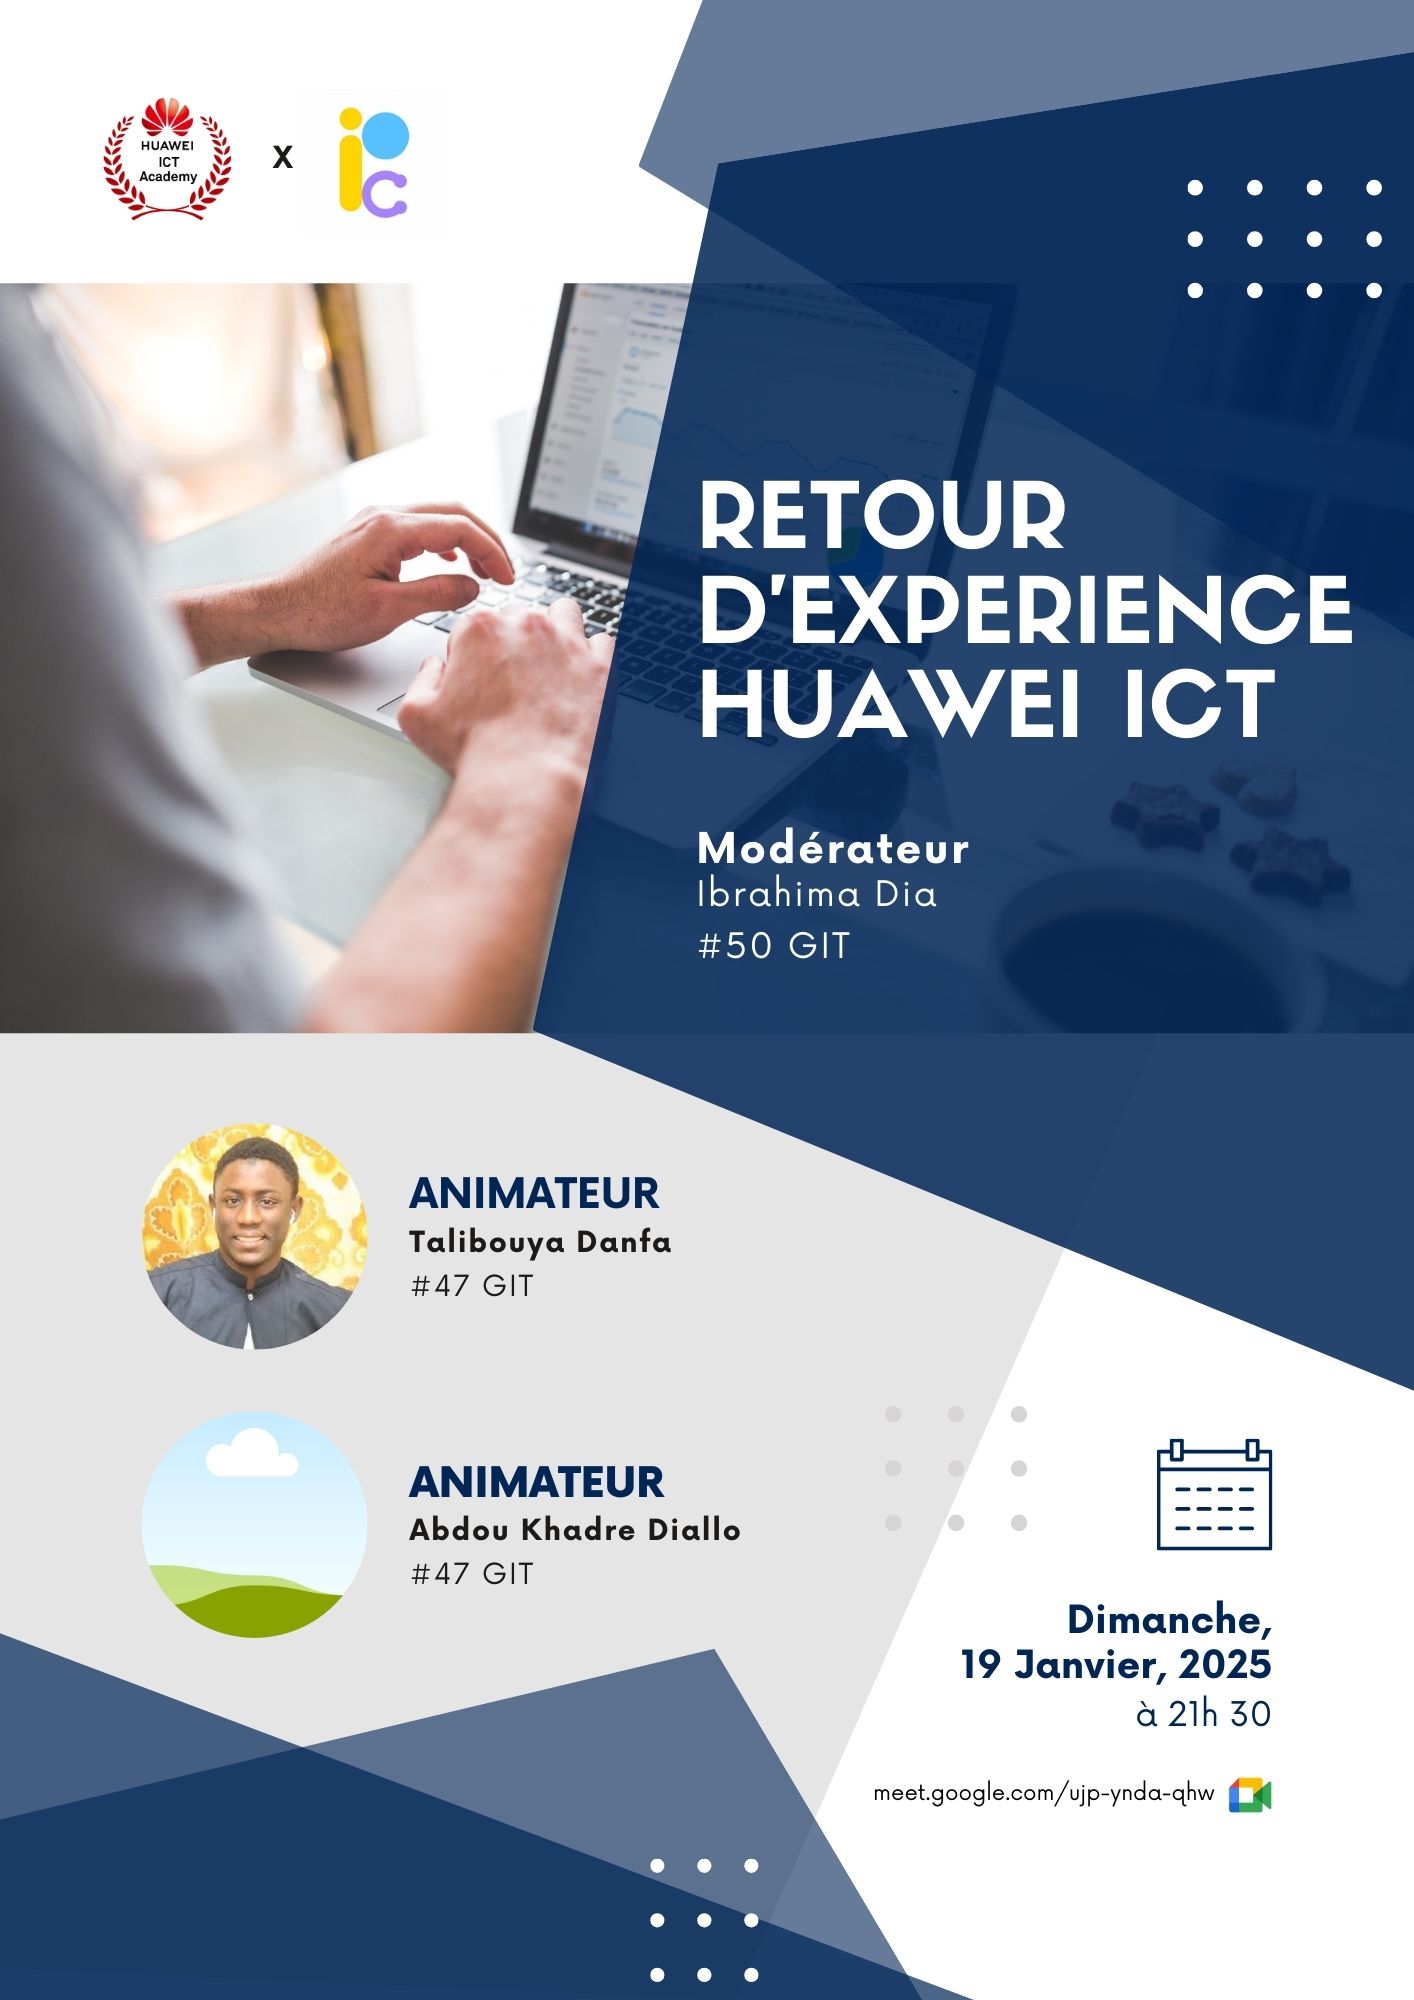 HUAWEI
ICT
Academy
X
ipc
RETOUR
D'EXPERIENCE
HUAWEI ICT
Modérateur
Ibrahima Dia
#50 GIT
ANIMATEUR
Talibouya Danfa
#47 GIT
ANIMATEUR
Abdou Khadre Diallo
#47 GIT
Dimanche,
19 Janvier, 2025
à 21h 30
meet.google.com/ujp-ynda-qhw